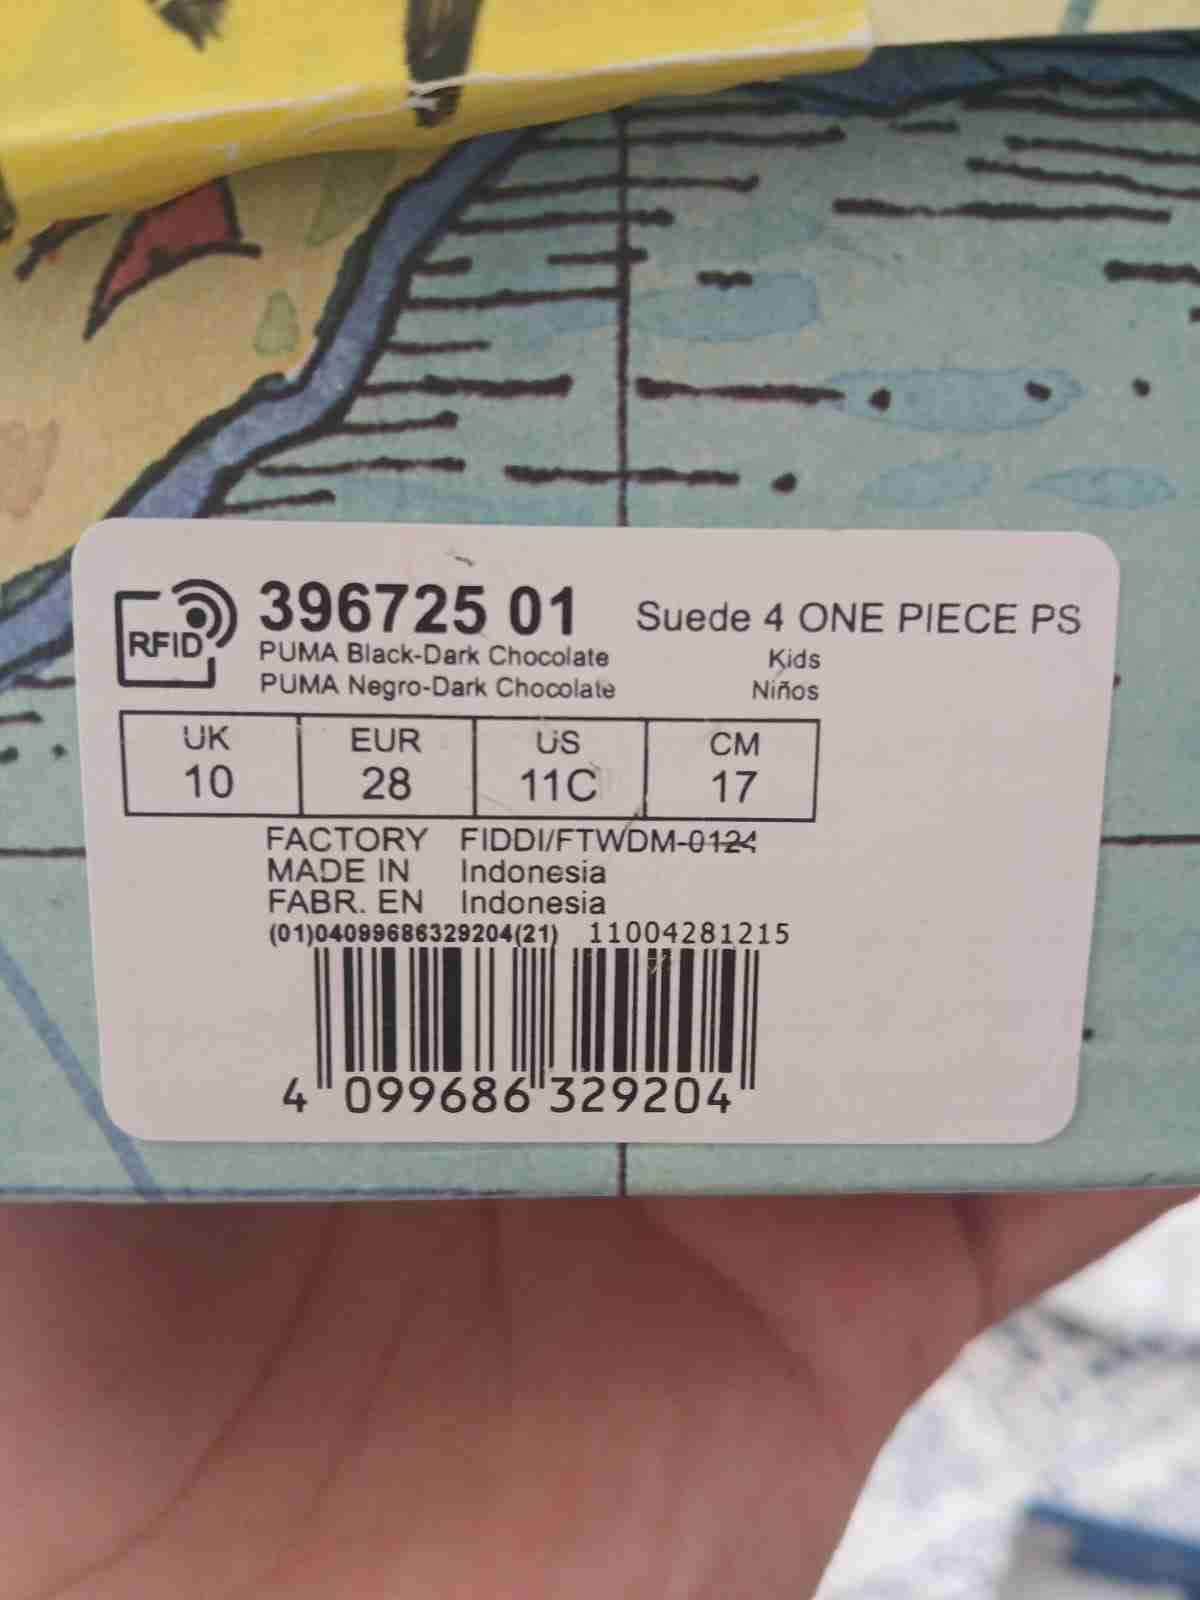 RFID
396725 01 Suede 4 ONE PIECE PS
PUMA Black-Dark Chocolate Kids
PUMA Negro-Dark Chocolate Niños
UK EUR US CM
10 28 11C 17
FACTORY FIDDI/FTWDM-0124
MADE IN Indonesia
FABR. EN Indonesia
(01)04099686329204(21) 11004281215
4 099686 329204